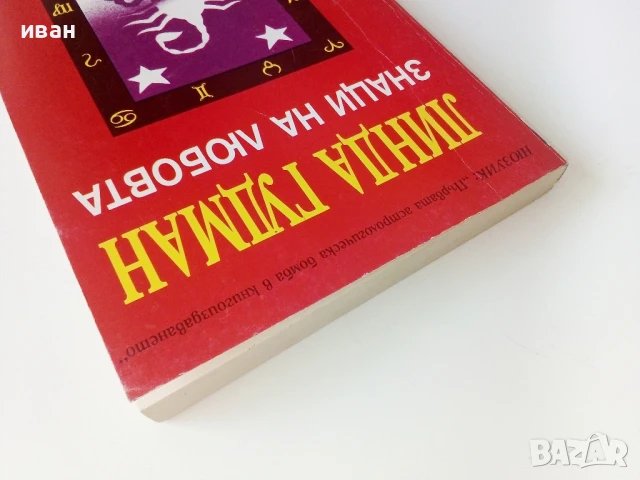 иван
НЮЗУИК: „Първата астрологическа бомба в книгоиздаването"
ЛИНДА ГУДМАН
ЗНАЦИ НА ЛЮБОВТА
BAZAR